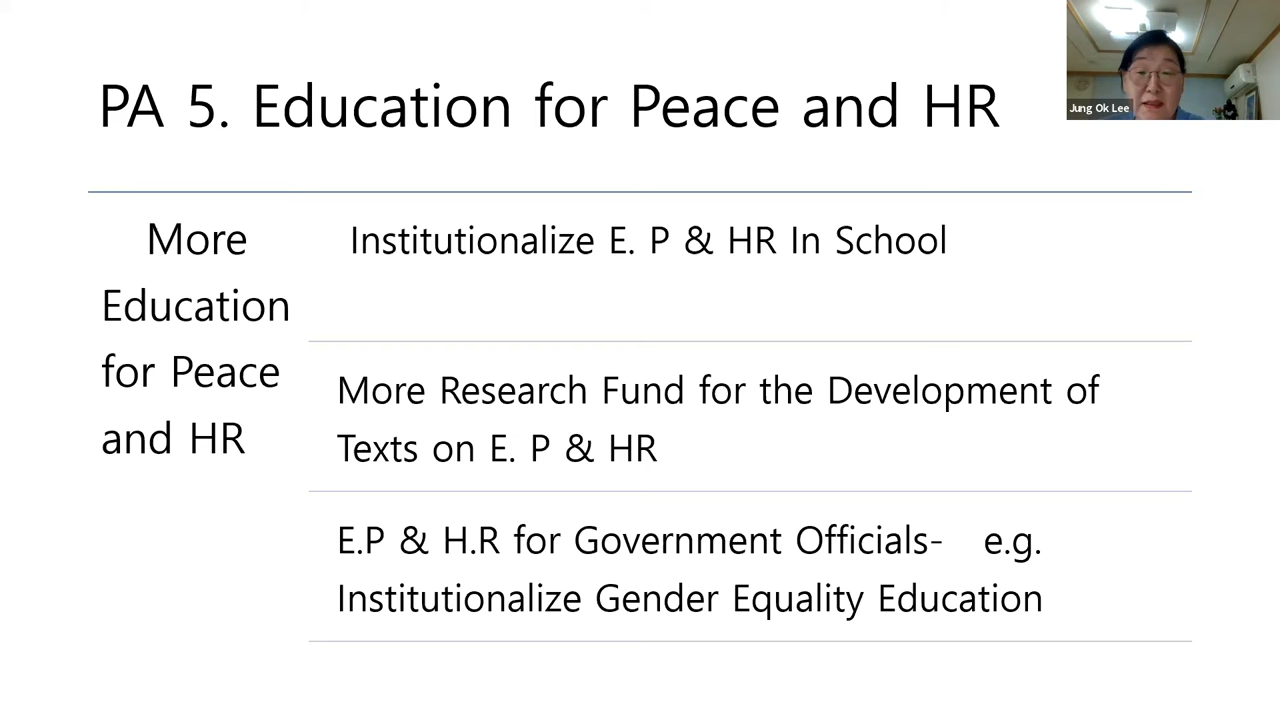 PA 5. Education for Peace and HR
Jung Ok Lee
More
Education
for Peace
and HR
Institutionalize E. P & HR In School
More Research Fund for the Development of
Texts on E. P & HR
E.P & H.R for Government Officials- e.g.
Institutionalize Gender Equality Education